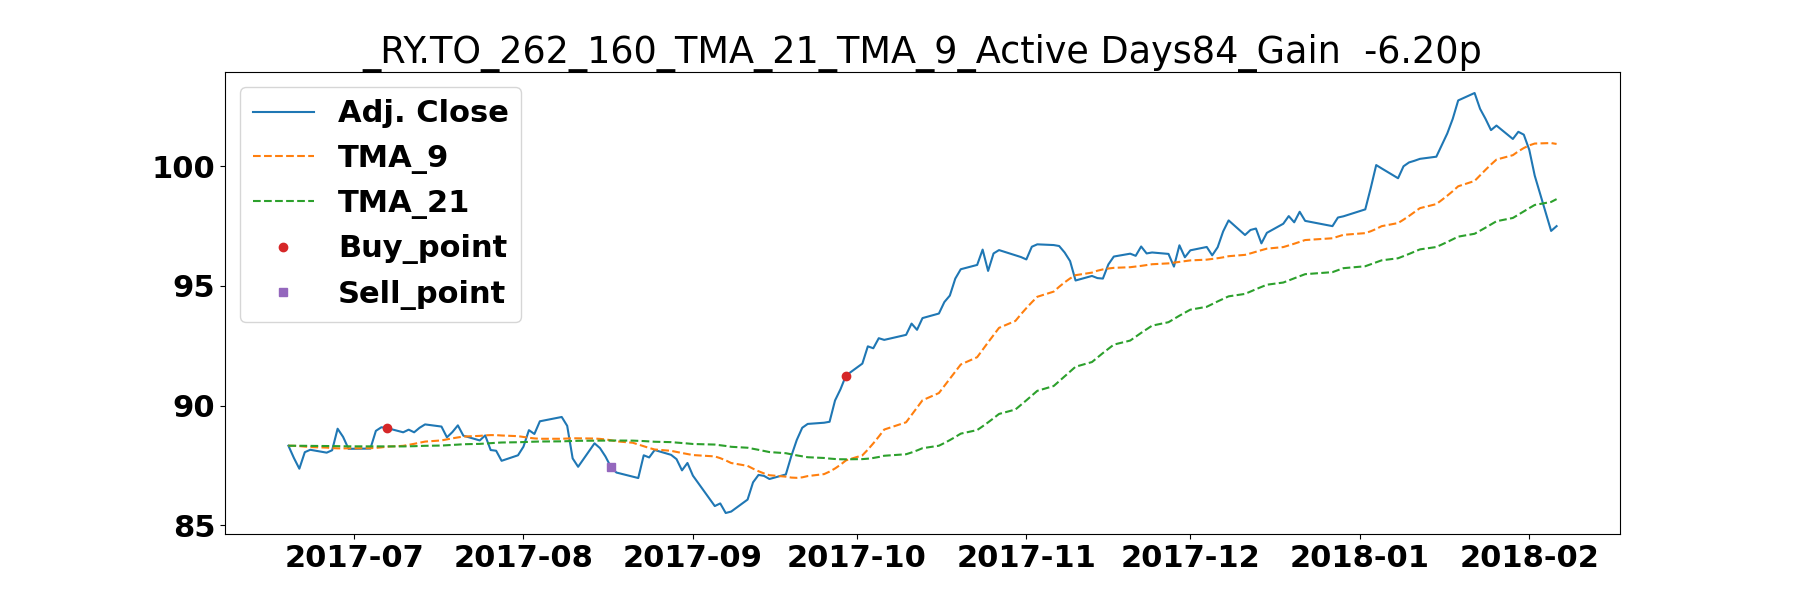 _RY.TO_262_160_TMA_21_TMA_9_Active Days84_Gain  -6.20p
Adj. Close
TMA_9
TMA_21
Buy_point
Sell_point
100
95
90
85
2017-07 2017-08 2017-09 2017-10 2017-11 2017-12 2018-01 2018-02